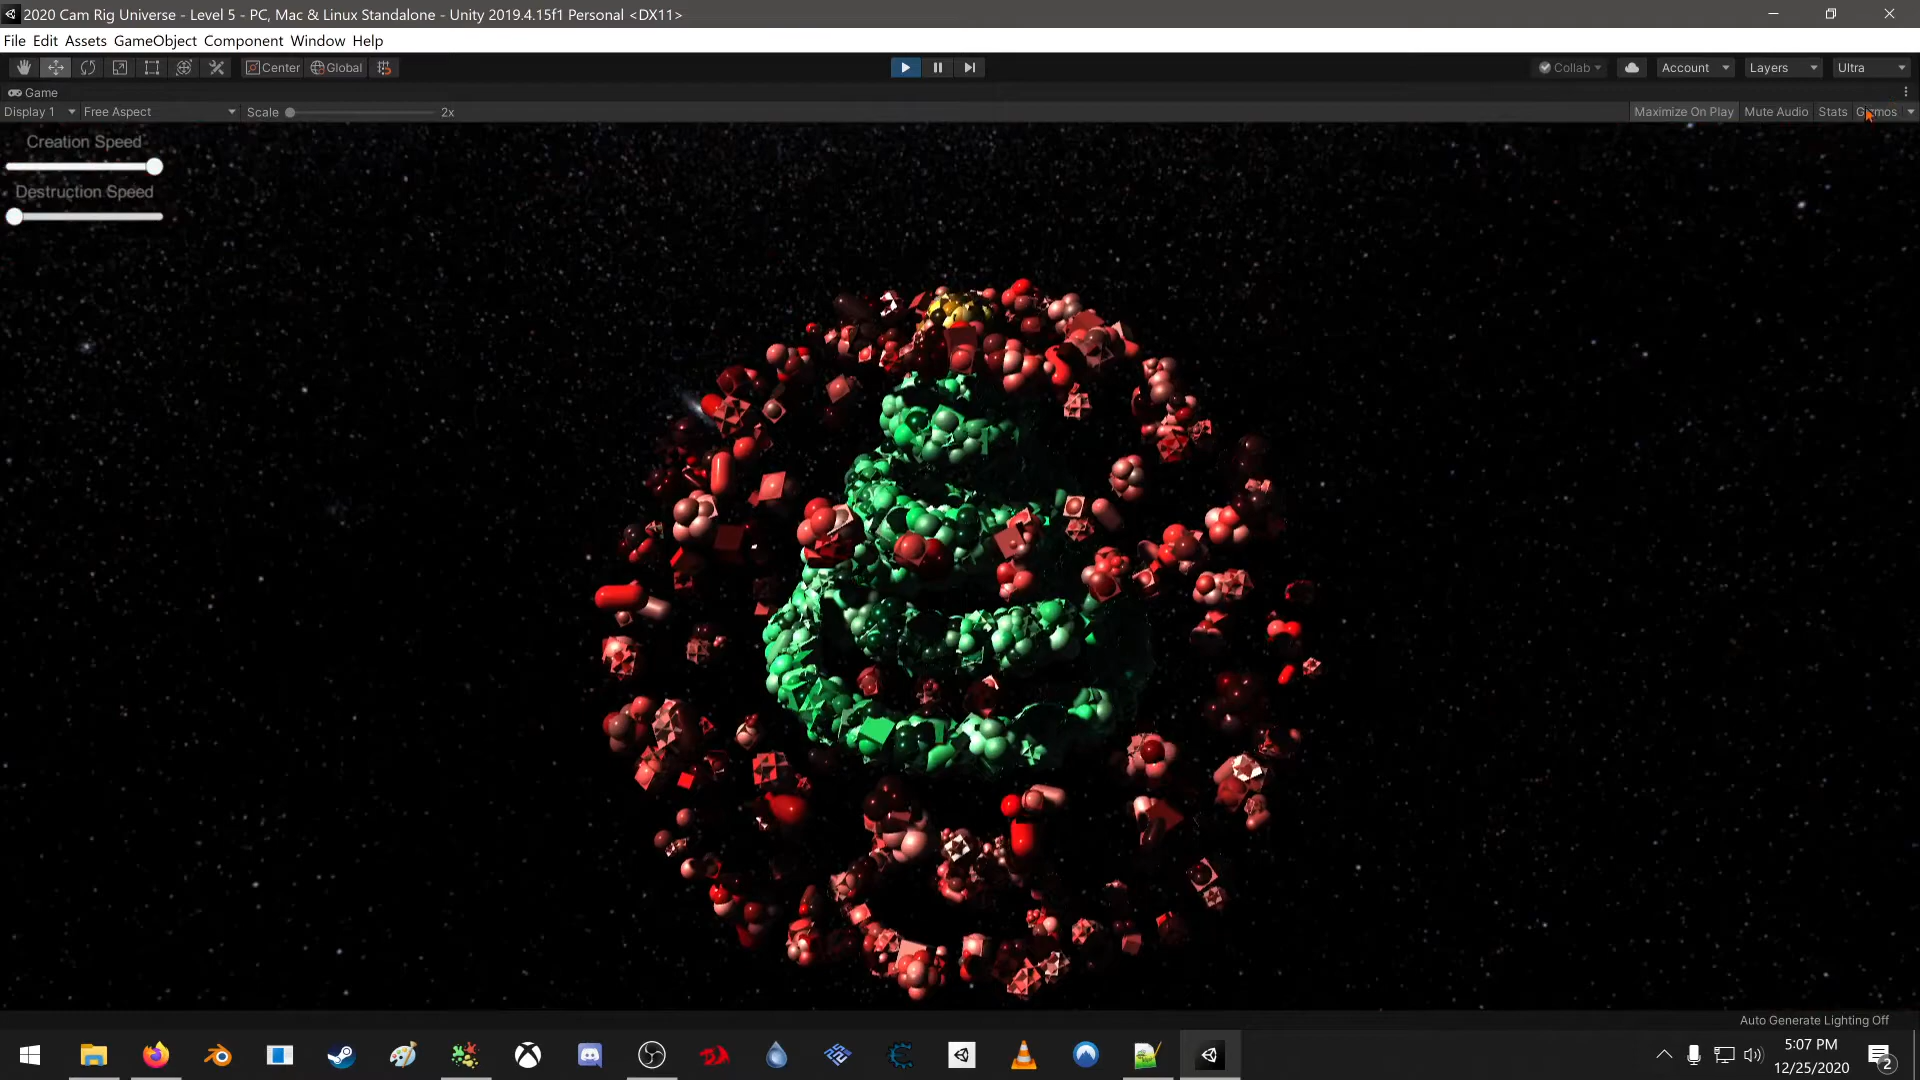 2020 Cam Rig Universe - Level 5 - PC, Mac & Linux Standalone - Unity 2019.4.15f1 Personal <DX11>
File Edit Assets GameObject Component Window Help
Center Global Collab Account Layers Ultra
Game
Display 1 Free Aspect Scale 2x Maximize On Play Mute Audio Stats Gizmos
Creation Speed
Destruction Speed
Auto Generate Lighting Off
5:07 PM
12/25/2020
2